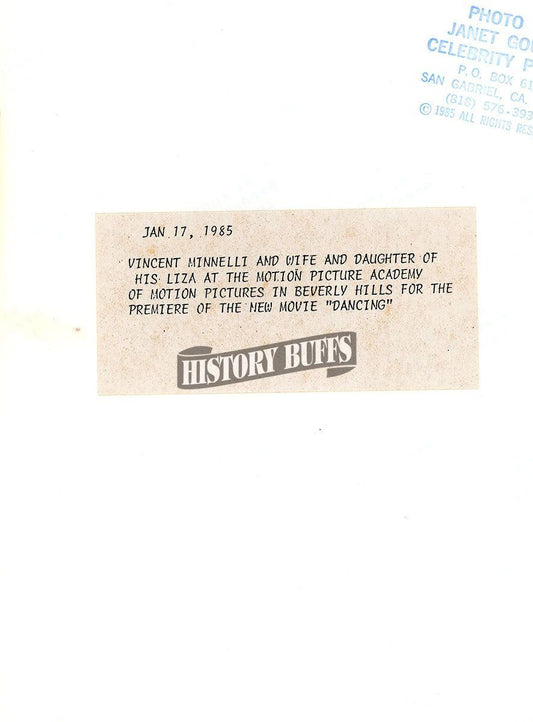 PHOTO
JANET GOU
CELEBRITY P
P.O. BOX 61
SAN GABRIEL, CA.
(818) 576-393
© 1985 ALL RIGHTS RES
JAN 17, 1985
VINCENT MINNELLI AND WIFE AND DAUGHTER OF
HIS LIZA AT THE MOTION PICTURE ACADEMY
OF MOTION PICTURES IN BEVERLY HILLS FOR THE
PREMIERE OF THE NEW MOVIE "DANCING"
HISTORY BUFFS